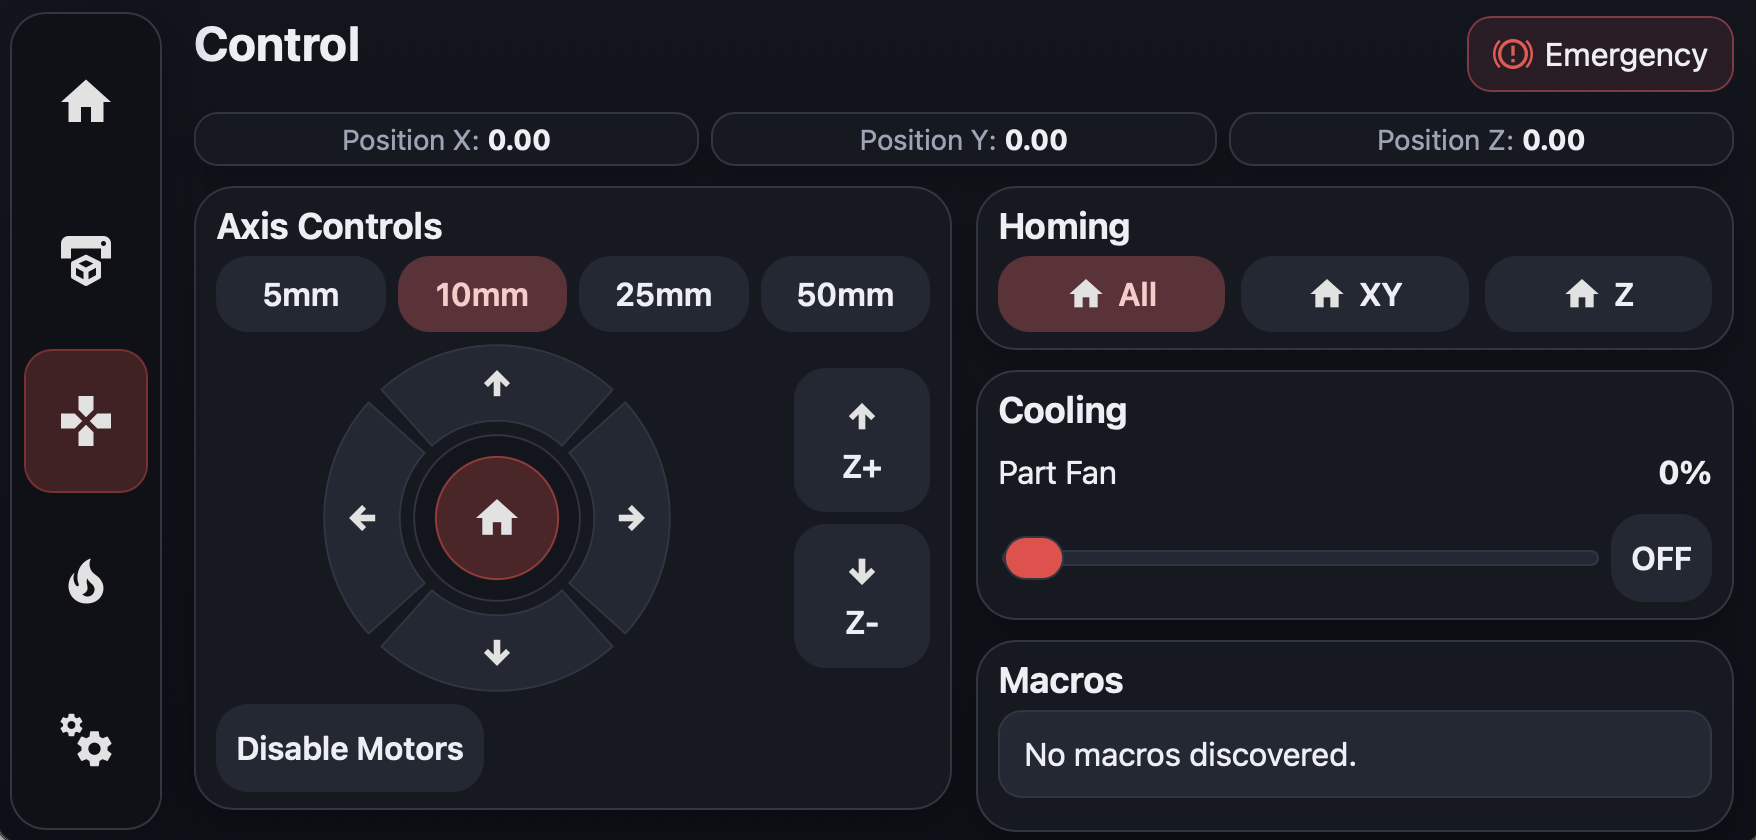 Control
Emergency
Position X: 0.00
Position Y: 0.00
Position Z: 0.00
Axis Controls
5mm
10mm
25mm
50mm
Z+
Z-
Disable Motors
Homing
All
XY
Z
Cooling
Part Fan
0%
OFF
Macros
No macros discovered.